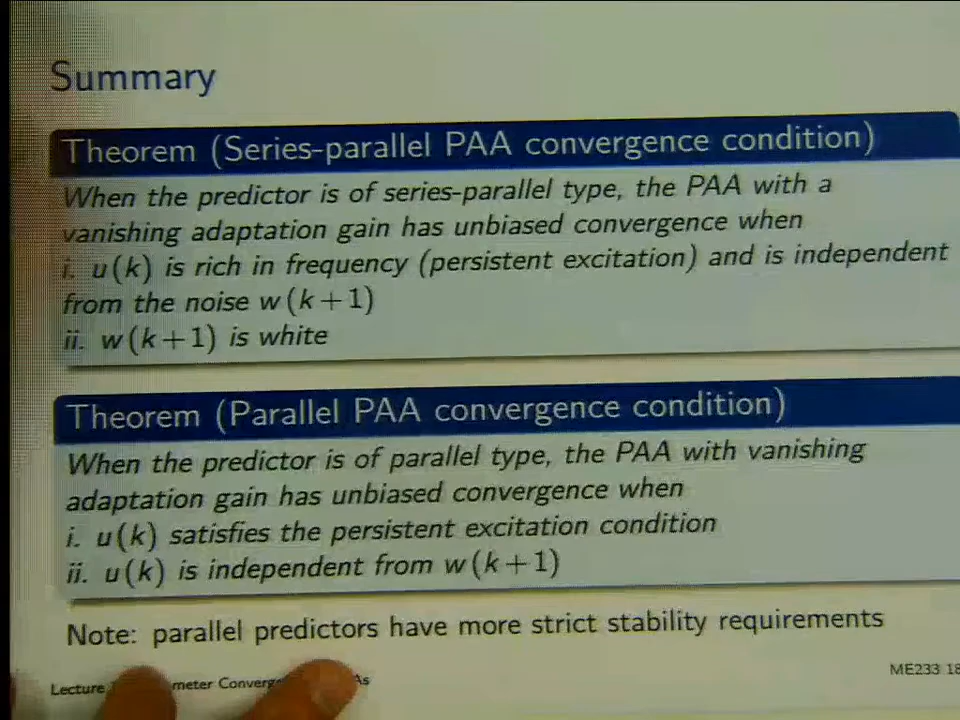 Summary
Theorem (Series-parallel PAA convergence condition)
When the predictor is of series-parallel type, the PAA with a
vanishing adaptation gain has unbiased convergence when
i. u(k) is rich in frequency (persistent excitation) and is independent
from the noise w(k+1)
ii. w(k+1) is white
Theorem (Parallel PAA convergence condition)
When the predictor is of parallel type, the PAA with vanishing
adaptation gain has unbiased convergence when
i. u(k) satisfies the persistent excitation condition
ii. u(k) is independent from w(k+1)
Note: parallel predictors have more strict stability requirements
Lecture
ME233